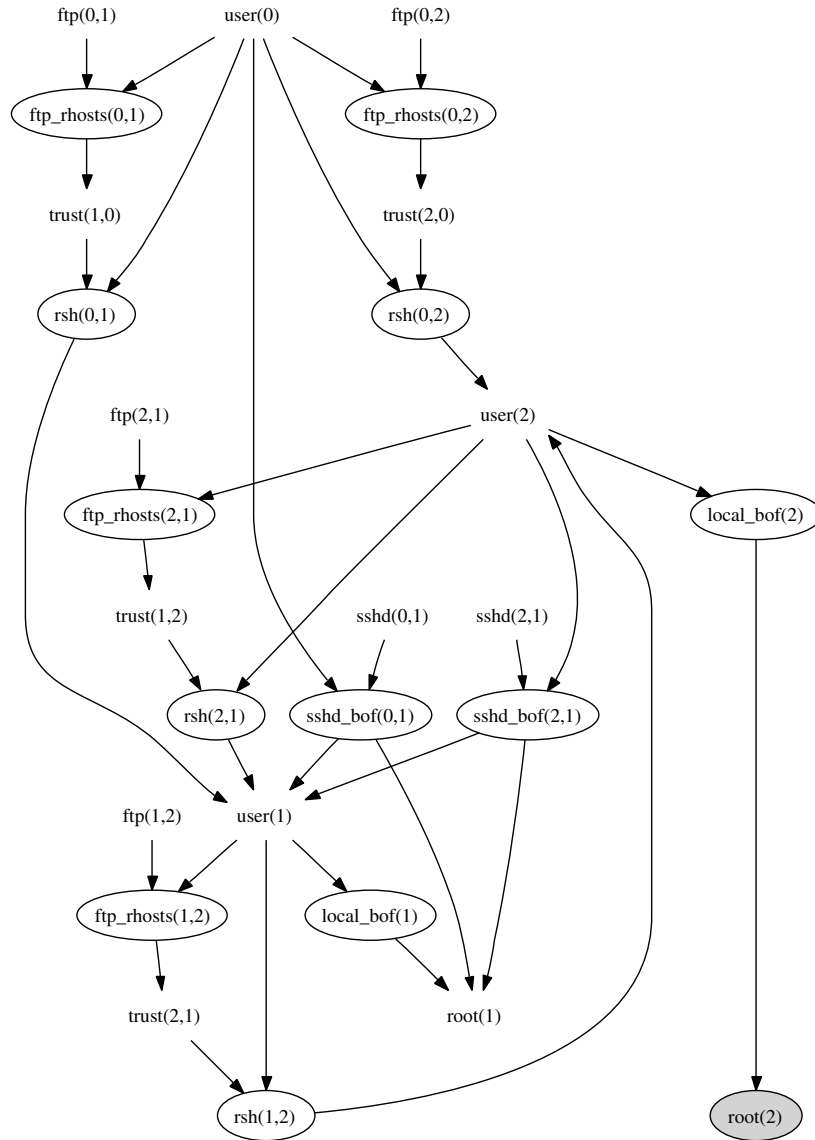 ftp(0,1)
user(0)
ftp(0,2)
ftp_rhosts(0,1)
ftp_rhosts(0,2)
trust(1,0)
trust(2,0)
rsh(0,1)
rsh(0,2)
ftp(2,1)
user(2)
ftp_rhosts(2,1)
local_bof(2)
trust(1,2)
sshd(0,1)
sshd(2,1)
rsh(2,1)
sshd_bof(0,1)
sshd_bof(2,1)
ftp(1,2)
user(1)
ftp_rhosts(1,2)
local_bof(1)
trust(2,1)
root(1)
rsh(1,2)
root(2)